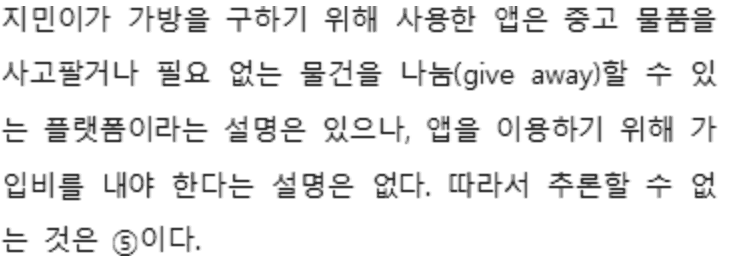 지민이가 가방을 구하기 위해 사용한 앱은 중고 물품을
사고팔거나 필요 없는 물건을 나눔(give away)할 수 있
는 플랫폼이라는 설명은 있으나, 앱을 이용하기 위해 가
입비를 내야 한다는 설명은 없다. 따라서 추론할 수 없
는 것은 ⑤이다.